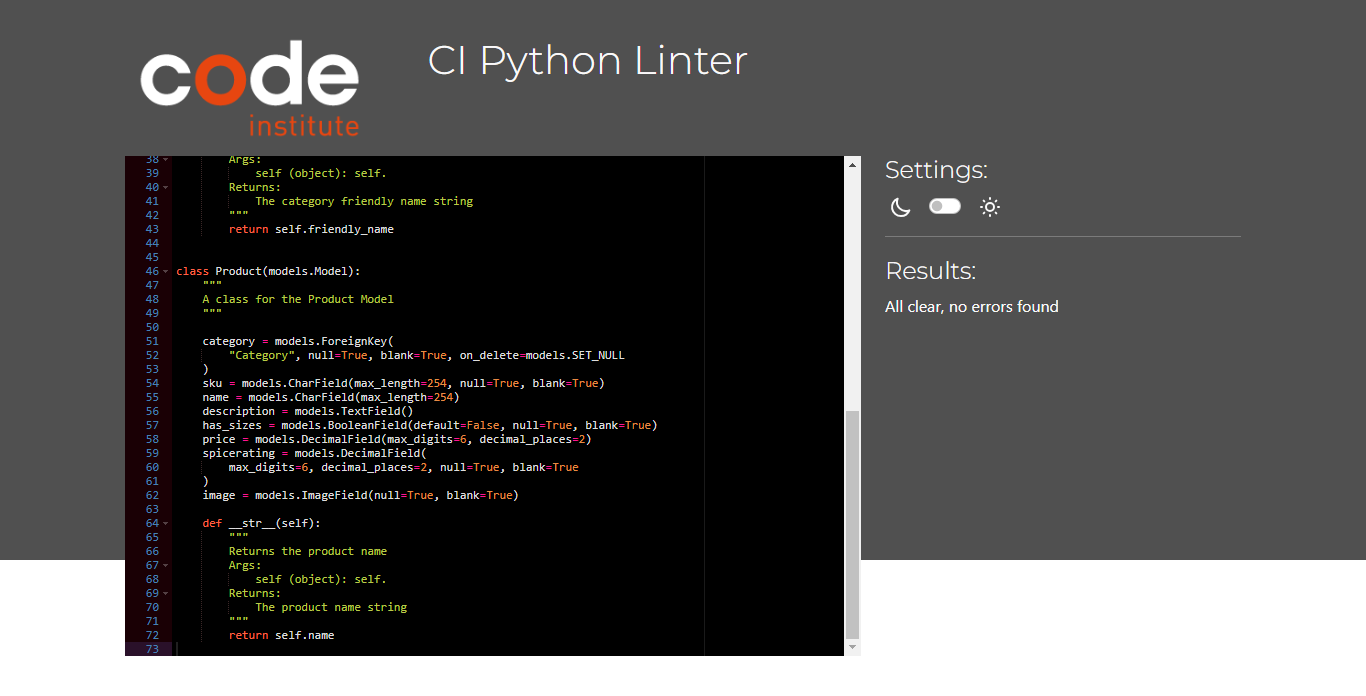 code
institute
CI Python Linter
38 Args:
39 self (object): self.
40 Returns:
41 The category friendly name string
42 """
43 return self.friendly_name
44
45
46 class Product(models.Model):
47 """
48 A class for the Product Model
49 """
50
51 category = models.ForeignKey(
52 "Category", null=True, blank=True, on_delete=models.SET_NULL
53 )
54 sku = models.CharField(max_length=254, null=True, blank=True)
55 name = models.CharField(max_length=254)
56 description = models.TextField()
57 has_sizes = models.BooleanField(default=False, null=True, blank=True)
58 price = models.DecimalField(max_digits=6, decimal_places=2)
59 spicerating = models.DecimalField(
60 max_digits=6, decimal_places=2, null=True, blank=True
61 )
62 image = models.ImageField(null=True, blank=True)
63
64 def __str__(self):
65 """
66 Returns the product name
67 Args:
68 self (object): self.
69 Returns:
70 The product name string
71 """
72 return self.name
73
Settings:
Results:
All clear, no errors found